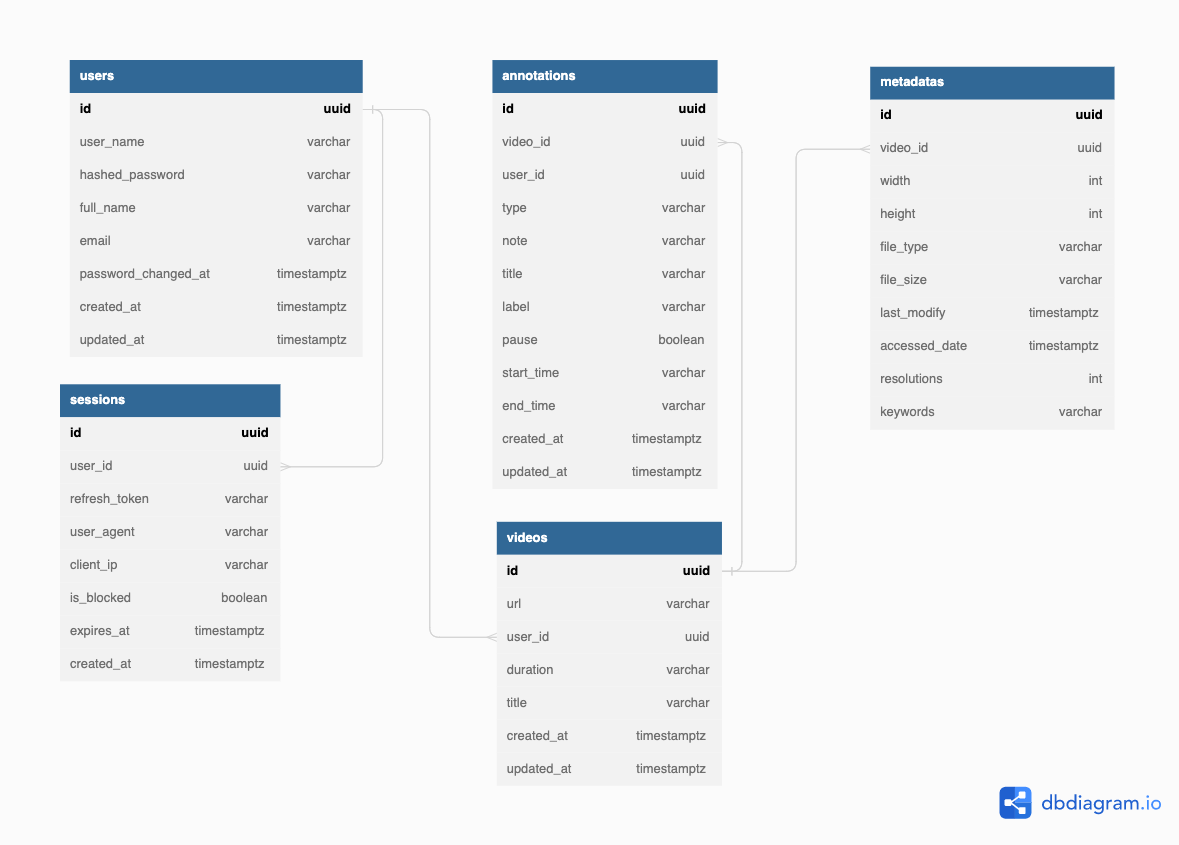 users
id uuid
user_name varchar
hashed_password varchar
full_name varchar
email varchar
password_changed_at timestamptz
created_at timestamptz
updated_at timestamptz
sessions
id uuid
user_id uuid
refresh_token varchar
user_agent varchar
client_ip varchar
is_blocked boolean
expires_at timestamptz
created_at timestamptz
annotations
id uuid
video_id uuid
user_id uuid
type varchar
note varchar
title varchar
label varchar
pause boolean
start_time varchar
end_time varchar
created_at timestamptz
updated_at timestamptz
videos
id uuid
url varchar
user_id uuid
duration varchar
title varchar
created_at timestamptz
updated_at timestamptz
metadatas
id uuid
video_id uuid
width int
height int
file_type varchar
file_size varchar
last_modify timestamptz
accessed_date timestamptz
resolutions int
keywords varchar
dbdiagram.io